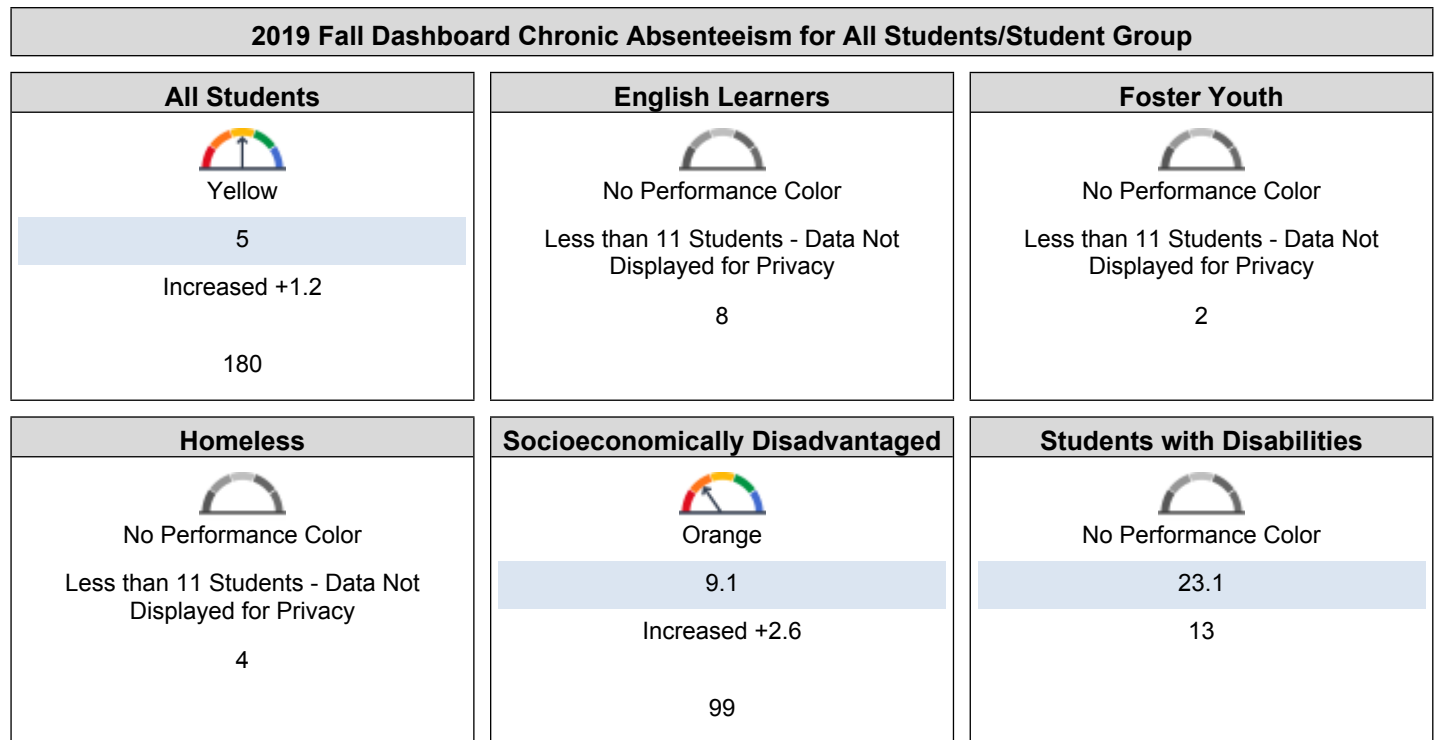 2019 Fall Dashboard Chronic Absenteeism for All Students/Student Group
All Students
Yellow
5
Increased +1.2
180
English Learners
No Performance Color
Less than 11 Students - Data Not
Displayed for Privacy
8
Foster Youth
No Performance Color
Less than 11 Students - Data Not
Displayed for Privacy
2
Homeless
No Performance Color
Less than 11 Students - Data Not
Displayed for Privacy
4
Socioeconomically Disadvantaged
Orange
9.1
Increased +2.6
99
Students with Disabilities
No Performance Color
23.1
13